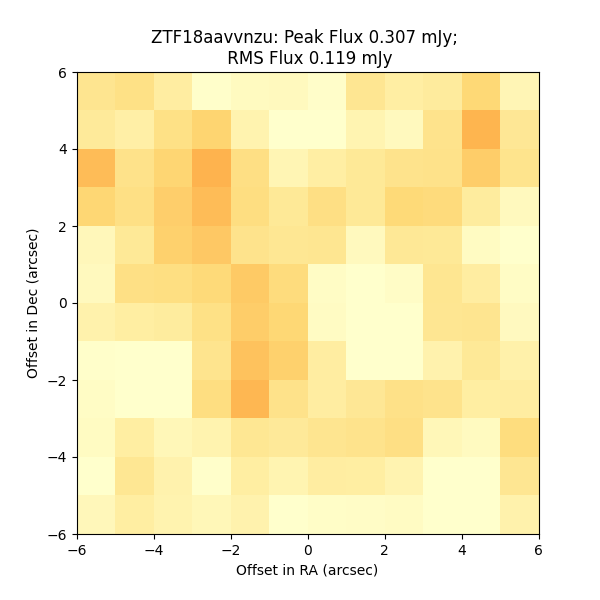 ZTF18aavvnzu: Peak Flux 0.307 mJy;
RMS Flux 0.119 mJy
6
4
2
0
−2
−4
−6
Offset in Dec (arcsec)
−6 −4 −2 0 2 4 6
Offset in RA (arcsec)